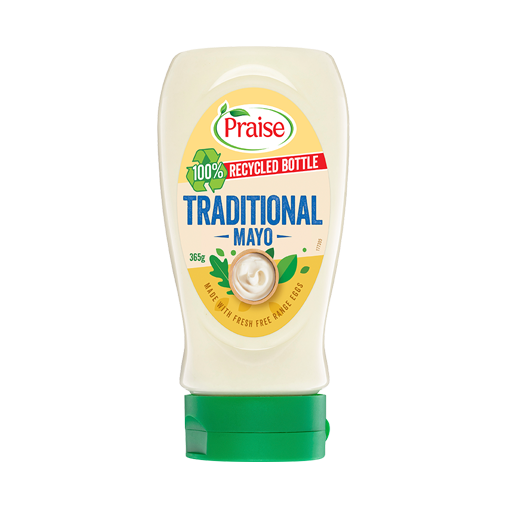 Praise
100%
RECYCLED BOTTLE
TRADITIONAL
MAYO
365g
MADE WITH FRESH FREE RANGE EGGS